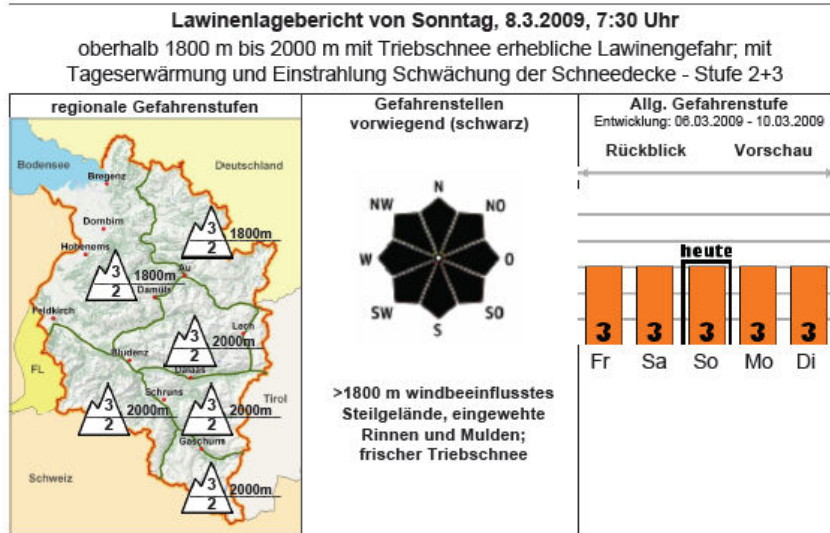 Lawinenlagebericht von Sonntag, 8.3.2009, 7:30 Uhr
oberhalb 1800 m bis 2000 m mit Triebschnee erhebliche Lawinengefahr; mit
Tageserwärmung und Einstrahlung Schwächung der Schneedecke - Stufe 2+3
regionale Gefahrenstufen
Bodensee
Deutschland
Bregenz
Dornbirn
3
2
1800m
Hohenems
3
2
1800m
Au
Damüls
Feldkirch
3
2
Lech
2000m
FL
Bludenz
Dalaas
Schruns
Tirol
3
2
2000m
3
2
2000m
Gaschurn
Schweiz
3
2
2000m
Gefahrenstellen
vorwiegend (schwarz)
N
NW
NO
W
O
SW
SO
S
>1800 m windbeeinflusstes
Steilgelände, eingewehte
Rinnen und Mulden;
frischer Triebschnee
Allg. Gefahrenstufe
Entwicklung: 06.03.2009 - 10.03.2009
Rückblick Vorschau
heute
3 3 3 3 3
Fr Sa So Mo Di